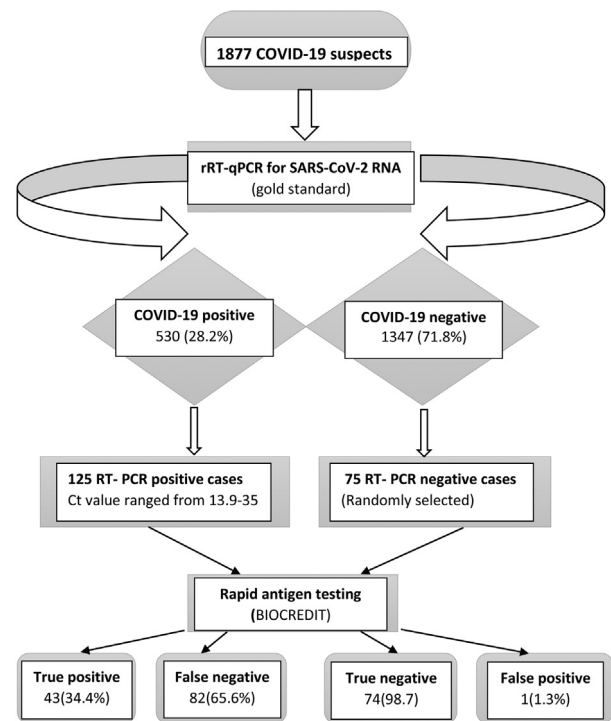 1877 COVID-19 suspects
rRT-qPCR for SARS-CoV-2 RNA
(gold standard)
COVID-19 positive
530 (28.2%)
COVID-19 negative
1347 (71.8%)
125 RT- PCR positive cases
Ct value ranged from 13.9-35
75 RT- PCR negative cases
(Randomly selected)
Rapid antigen testing
(BIOCREDIT)
True positive
43(34.4%)
False negative
82(65.6%)
True negative
74(98.7)
False positive
1(1.3%)